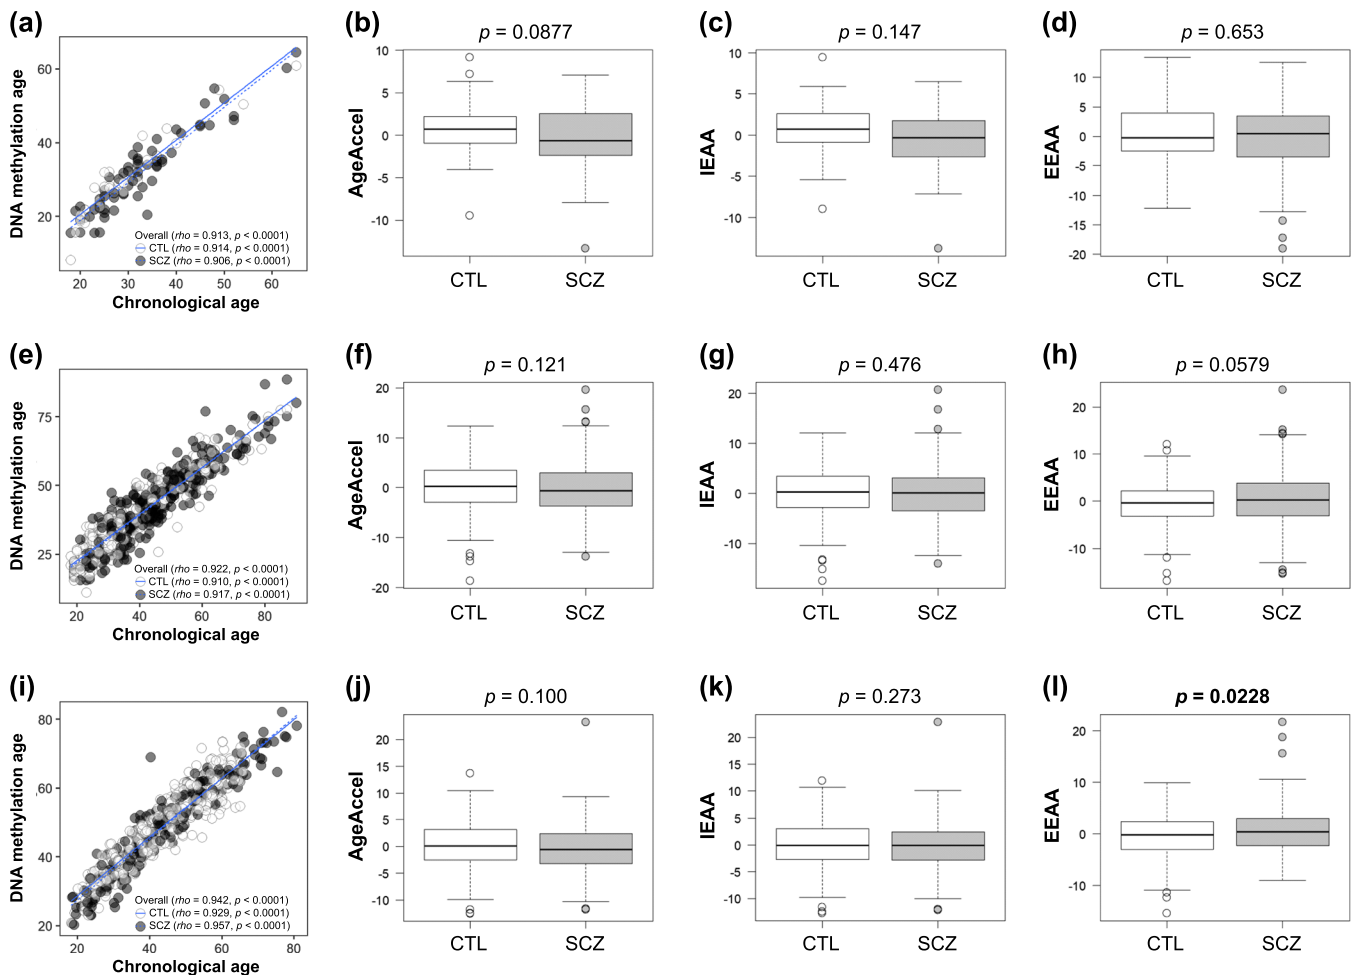 (a)
DNA methylation age
60
40
20
20 30 40 50 60
Chronological age
Overall (rho = 0.913, p < 0.0001)
CTL (rho = 0.914, p < 0.0001)
SCZ (rho = 0.906, p < 0.0001)
(b)
p = 0.0877
AgeAccel
10
5
0
-5
-10
CTL SCZ
(c)
p = 0.147
IEAA
10
5
0
-5
-10
CTL SCZ
(d)
p = 0.653
EEAA
10
5
0
-5
-10
-15
-20
CTL SCZ
(e)
DNA methylation age
75
50
25
20 40 60 80
Chronological age
Overall (rho = 0.922, p < 0.0001)
CTL (rho = 0.910, p < 0.0001)
SCZ (rho = 0.917, p < 0.0001)
(f)
p = 0.121
AgeAccel
20
10
0
-10
-20
CTL SCZ
(g)
p = 0.476
IEAA
20
10
0
-10
CTL SCZ
(h)
p = 0.0579
EEAA
20
10
0
-10
CTL SCZ
(i)
DNA methylation age
80
60
40
20
20 40 60 80
Chronological age
Overall (rho = 0.942, p < 0.0001)
CTL (rho = 0.929, p < 0.0001)
SCZ (rho = 0.957, p < 0.0001)
(j)
p = 0.100
AgeAccel
20
15
10
5
0
-5
-10
CTL SCZ
(k)
p = 0.273
IEAA
20
15
10
5
0
-5
-10
CTL SCZ
(l)
p = 0.0228
EEAA
20
10
0
-10
CTL SCZ